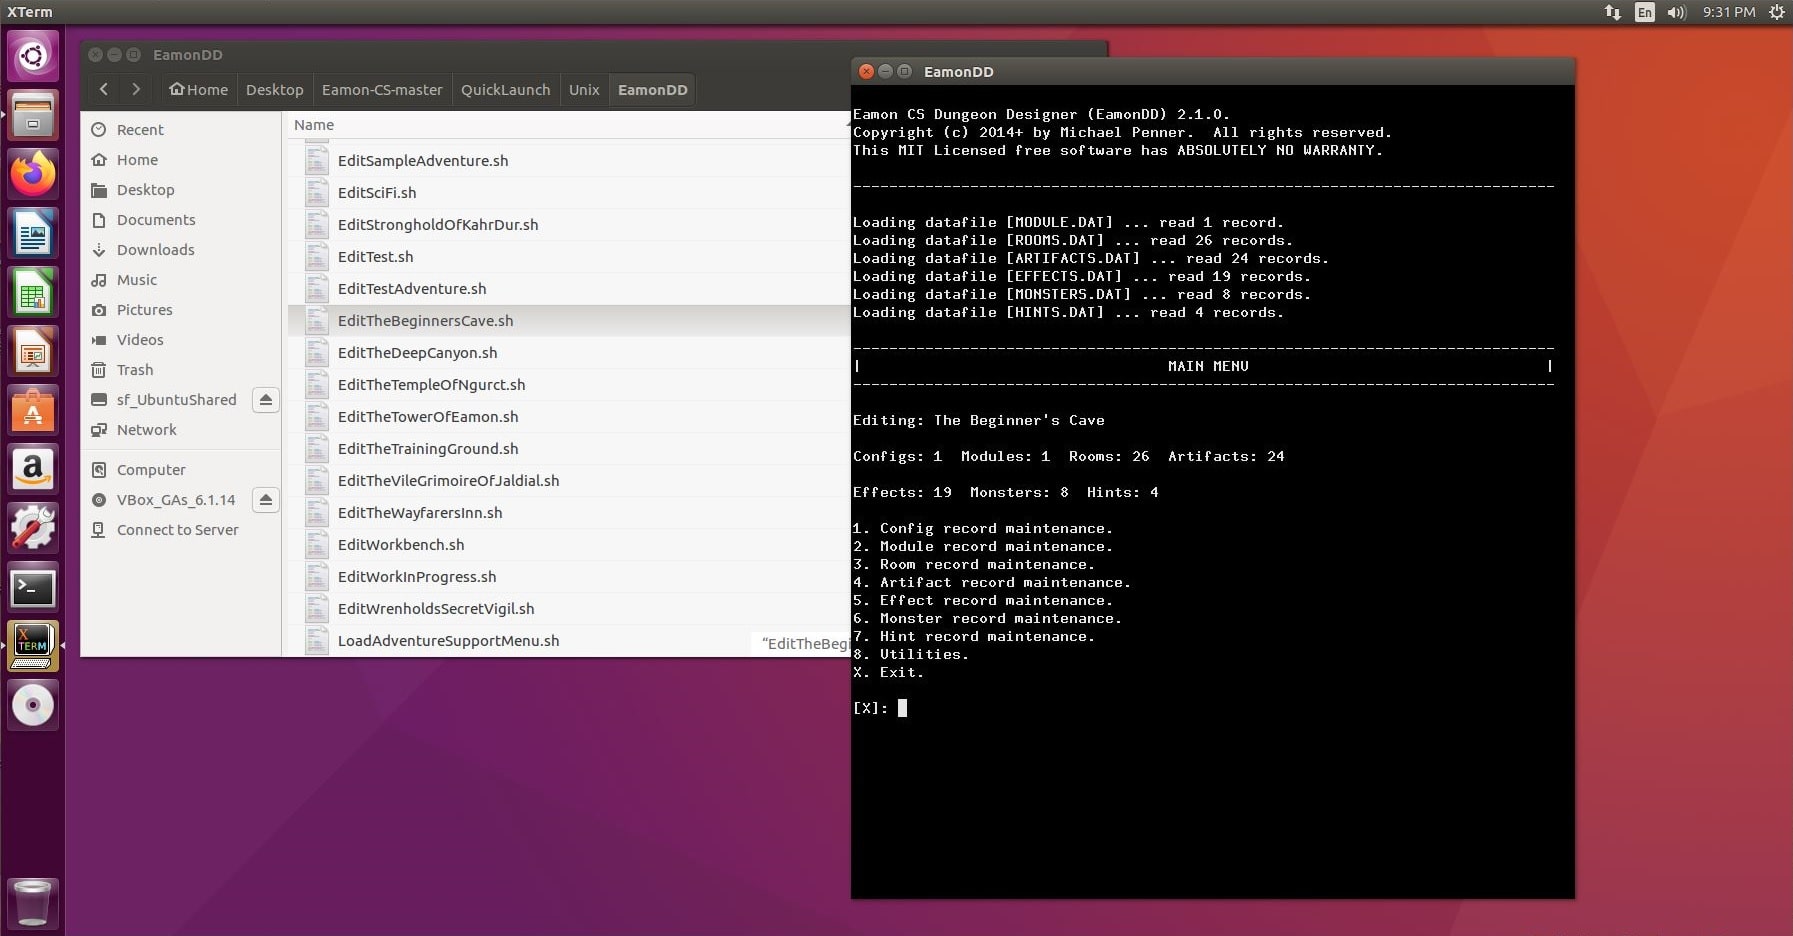 XTerm
En
9:31 PM
EamonDD
Home Desktop Eamon-CS-master QuickLaunch Unix EamonDD
Recent
Home
Desktop
Documents
Downloads
Music
Pictures
Videos
Trash
sf_UbuntuShared
Network
Computer
VBox_GAs_6.1.14
Connect to Server
Name
EditSampleAdventure.sh
EditSciFi.sh
EditStrongholdOfKahrDur.sh
EditTest.sh
EditTestAdventure.sh
EditTheBeginnersCave.sh
EditTheDeepCanyon.sh
EditTheTempleOfNgurct.sh
EditTheTowerOfEamon.sh
EditTheTrainingGround.sh
EditTheVileGrimoireOfJaldial.sh
EditTheWayfarersInn.sh
EditWorkbench.sh
EditWorkInProgress.sh
EditWrenholdsSecretVigil.sh
LoadAdventureSupportMenu.sh
“EditTheBegi
EamonDD
Eamon CS Dungeon Designer (EamonDD) 2.1.0.
Copyright (c) 2014+ by Michael Penner.  All rights reserved.
This MIT Licensed free software has ABSOLUTELY NO WARRANTY.
------------------------------------------------------------------------------
Loading datafile [MODULE.DAT] ... read 1 record.
Loading datafile [ROOMS.DAT] ... read 26 records.
Loading datafile [ARTIFACTS.DAT] ... read 24 records.
Loading datafile [EFFECTS.DAT] ... read 19 records.
Loading datafile [MONSTERS.DAT] ... read 8 records.
Loading datafile [HINTS.DAT] ... read 4 records.
------------------------------------------------------------------------------
|                                  MAIN MENU                                 |
------------------------------------------------------------------------------
Editing: The Beginner's Cave
Configs: 1  Modules: 1  Rooms: 26  Artifacts: 24
Effects: 19  Monsters: 8  Hints: 4
1. Config record maintenance.
2. Module record maintenance.
3. Room record maintenance.
4. Artifact record maintenance.
5. Effect record maintenance.
6. Monster record maintenance.
7. Hint record maintenance.
8. Utilities.
X. Exit.
[X]:
X
TERM
a